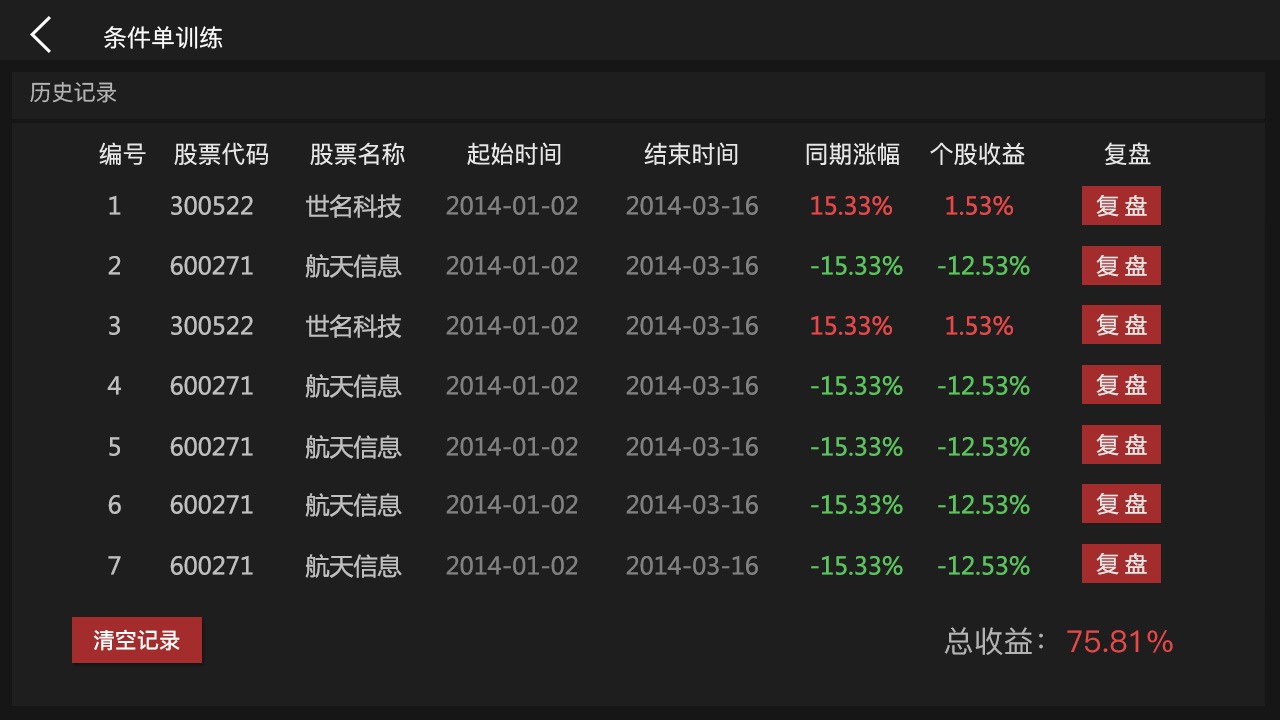 条件单训练
历史记录
编号 股票代码 股票名称 起始时间 结束时间 同期涨幅 个股收益 复盘
1 300522 世名科技 2014-01-02 2014-03-16 15.33% 1.53% 复盘
2 600271 航天信息 2014-01-02 2014-03-16 -15.33% -12.53% 复盘
3 300522 世名科技 2014-01-02 2014-03-16 15.33% 1.53% 复盘
4 600271 航天信息 2014-01-02 2014-03-16 -15.33% -12.53% 复盘
5 600271 航天信息 2014-01-02 2014-03-16 -15.33% -12.53% 复盘
6 600271 航天信息 2014-01-02 2014-03-16 -15.33% -12.53% 复盘
7 600271 航天信息 2014-01-02 2014-03-16 -15.33% -12.53% 复盘
清空记录 总收益：75.81%